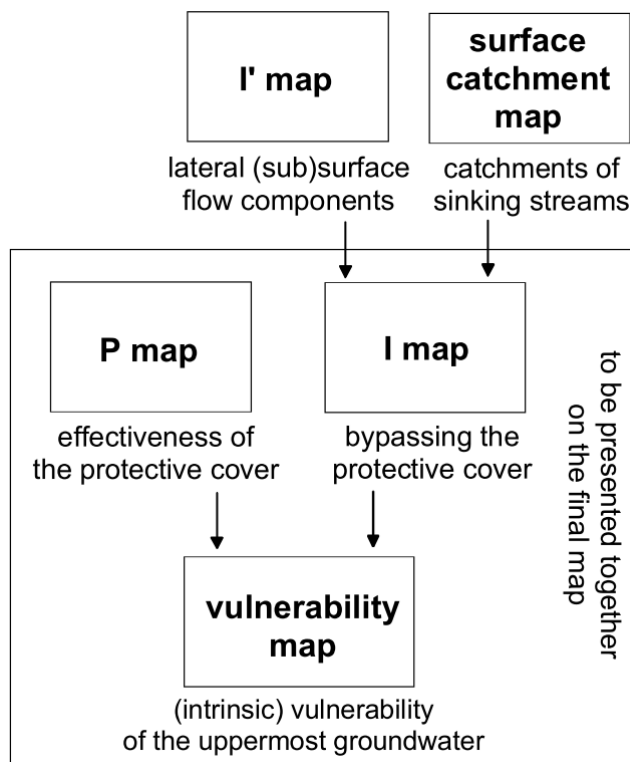 I' map
lateral (sub)surface
flow components
surface
catchment
map
catchments of
sinking streams
P map
effectiveness of
the protective cover
I map
bypassing the
protective cover
to be presented together
on the final map
vulnerability
map
(intrinsic) vulnerability
of the uppermost groundwater